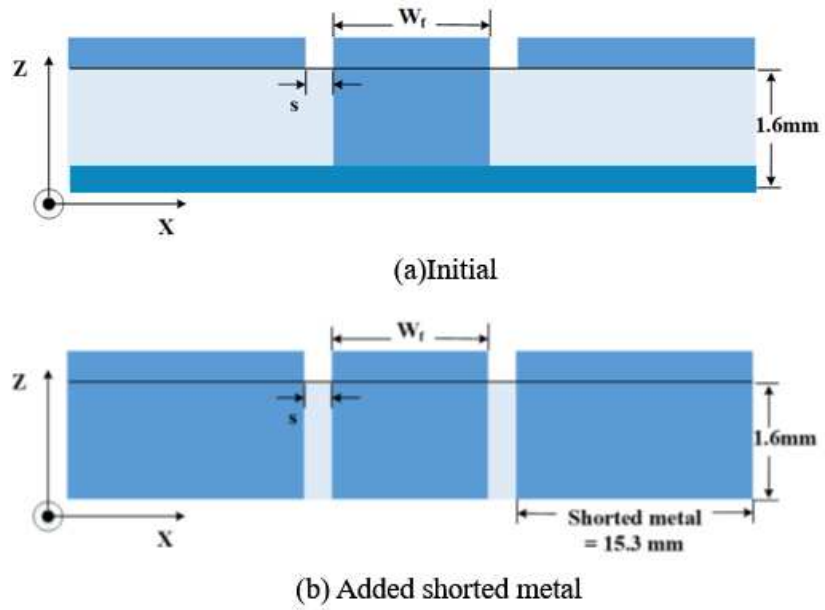 Wf
Z
s
1.6mm
X
(a)Initial
Wf
Z
s
1.6mm
X
Shorted metal
= 15.3 mm
(b) Added shorted metal